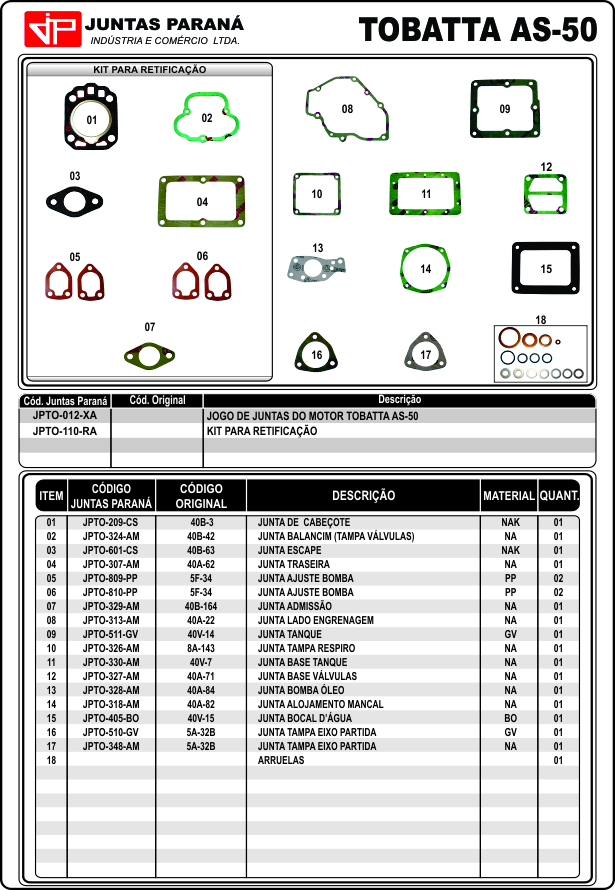 JP JUNTAS PARANÁ
INDÚSTRIA E COMÉRCIO LTDA.
TOBATTA AS-50
KIT PARA RETIFICAÇÃO
01
02
08
09
03
04
10
11
12
05
06
13
14
15
07
16
17
18
Cód. Juntas Paraná Cód. Original Descrição
JPTO-012-XA JOGO DE JUNTAS DO MOTOR TOBATTA AS-50
JPTO-110-RA KIT PARA RETIFICAÇÃO
ITEM CÓDIGO JUNTAS PARANÁ CÓDIGO ORIGINAL DESCRIÇÃO MATERIAL QUANT.
01 JPTO-209-CS 40B-3 JUNTA DE CABEÇOTE NAK 01
02 JPTO-324-AM 40B-42 JUNTA BALANCIM (TAMPA VÁLVULAS) NA 01
03 JPTO-601-CS 40B-63 JUNTA ESCAPE NAK 01
04 JPTO-307-AM 40A-62 JUNTA TRASEIRA NA 01
05 JPTO-809-PP 5F-34 JUNTA AJUSTE BOMBA PP 02
06 JPTO-810-PP 5F-34 JUNTA AJUSTE BOMBA PP 02
07 JPTO-329-AM 40B-164 JUNTA ADMISSÃO NA 01
08 JPTO-313-AM 40A-22 JUNTA LADO ENGRENAGEM NA 01
09 JPTO-511-GV 40V-14 JUNTA TANQUE GV 01
10 JPTO-326-AM 8A-143 JUNTA TAMPA RESPIRO NA 01
11 JPTO-330-AM 40V-7 JUNTA BASE TANQUE NA 01
12 JPTO-327-AM 40A-71 JUNTA BASE VÁLVULAS NA 01
13 JPTO-328-AM 40A-84 JUNTA BOMBA ÓLEO NA 01
14 JPTO-318-AM 40A-82 JUNTA ALOJAMENTO MANCAL NA 01
15 JPTO-405-BO 40V-15 JUNTA BOCAL D'ÁGUA BO 01
16 JPTO-510-GV 5A-32B JUNTA TAMPA EIXO PARTIDA GV 01
17 JPTO-348-AM 5A-32B JUNTA TAMPA EIXO PARTIDA NA 01
18 ARRUELAS 01